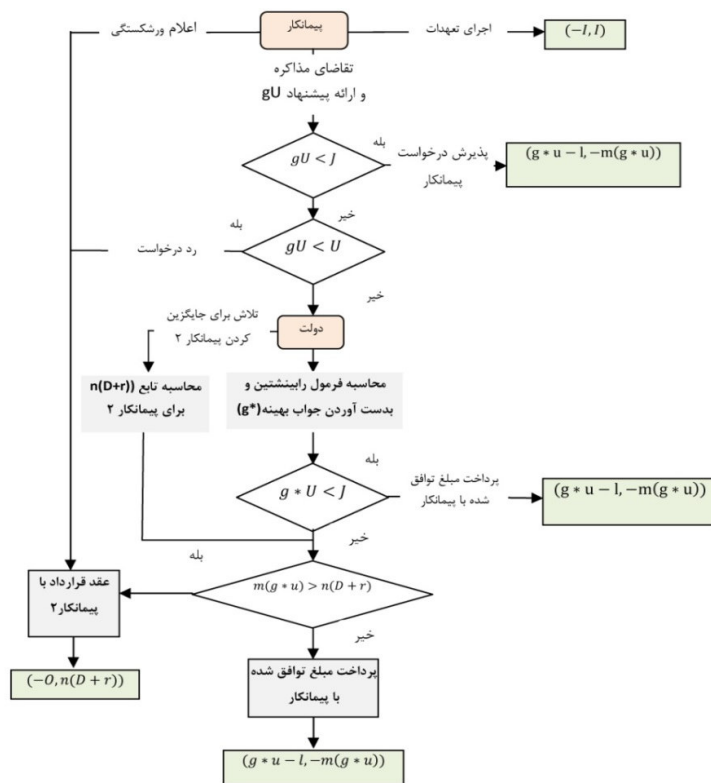 اعلام ورشکستگی
پیمانکار
اجرای تعهدات
(−I, I)
تقاضای مذاکره
و ارائه پیشنهاد gU
gU < J
بله
پذیرش درخواست
پیمانکار
(g ∗ u − l, −m(g ∗ u))
خیر
gU < U
بله
رد درخواست
خیر
دولت
تلاش برای جایگزین
کردن پیمانکار ۲
محاسبه تابع n(D+r))
برای پیمانکار ۲
محاسبه فرمول رابینشتین و
بدست آوردن جواب بهینه(g*)
g ∗ U < J
بله
پرداخت مبلغ توافق
شده با پیمانکار
(g ∗ u − l, −m(g ∗ u))
خیر
m(g ∗ u) > n(D + r)
بله
عقد قرارداد با
پیمانکار۲
(−O, n(D + r))
خیر
پرداخت مبلغ توافق شده
با پیمانکار
(g ∗ u − l, −m(g ∗ u))